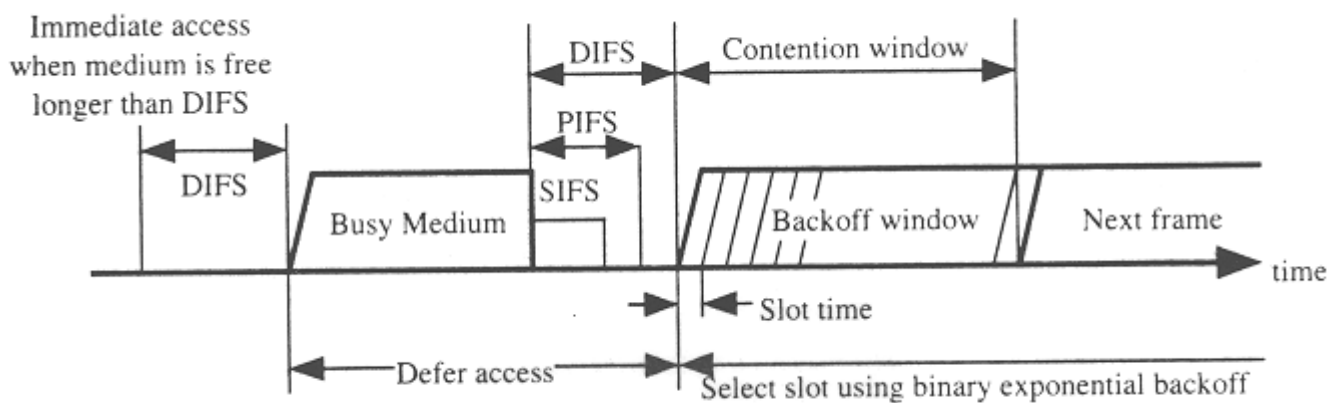 Immediate access
when medium is free
longer than DIFS
DIFS
DIFS
Contention window
PIFS
SIFS
Busy Medium
Backoff window
Next frame
time
Slot time
Defer access
Select slot using binary exponential backoff